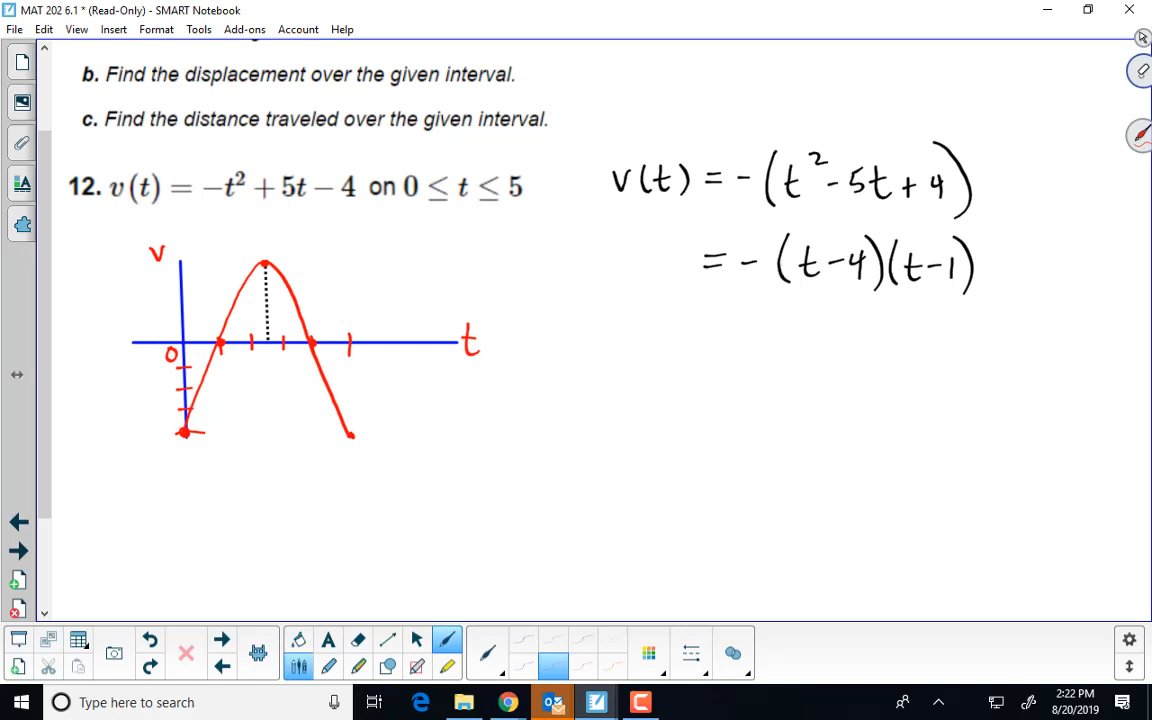 MAT 202 6.1 * (Read-Only) - SMART Notebook
File Edit View Insert Format Tools Add-ons Account Help
b. Find the displacement over the given interval.
c. Find the distance traveled over the given interval.
12. v(t) = −t² + 5t − 4 on 0 ≤ t ≤ 5
v(t) = - (t² - 5t + 4)
= - (t - 4)(t - 1)
v
0
t
Type here to search
2:22 PM
8/20/2019